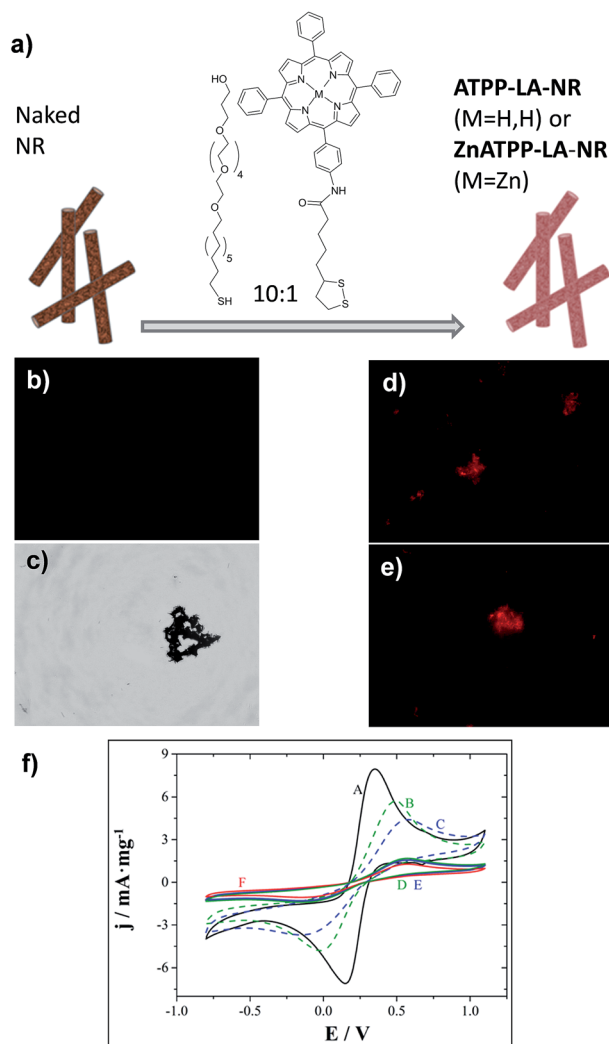 a)
Naked
NR
HO
O
O
4
O
5
SH
N
N
M
N
N
NH
O
S
S
10:1
ATPP-LA-NR
(M=H,H) or
ZnATPP-LA-NR
(M=Zn)
b)
d)
c)
e)
f)
9
6
3
0
-3
-6
j / mA·mg-1
A
B
C
F
D
E
-1.0
-0.5
0.0
0.5
1.0
E / V